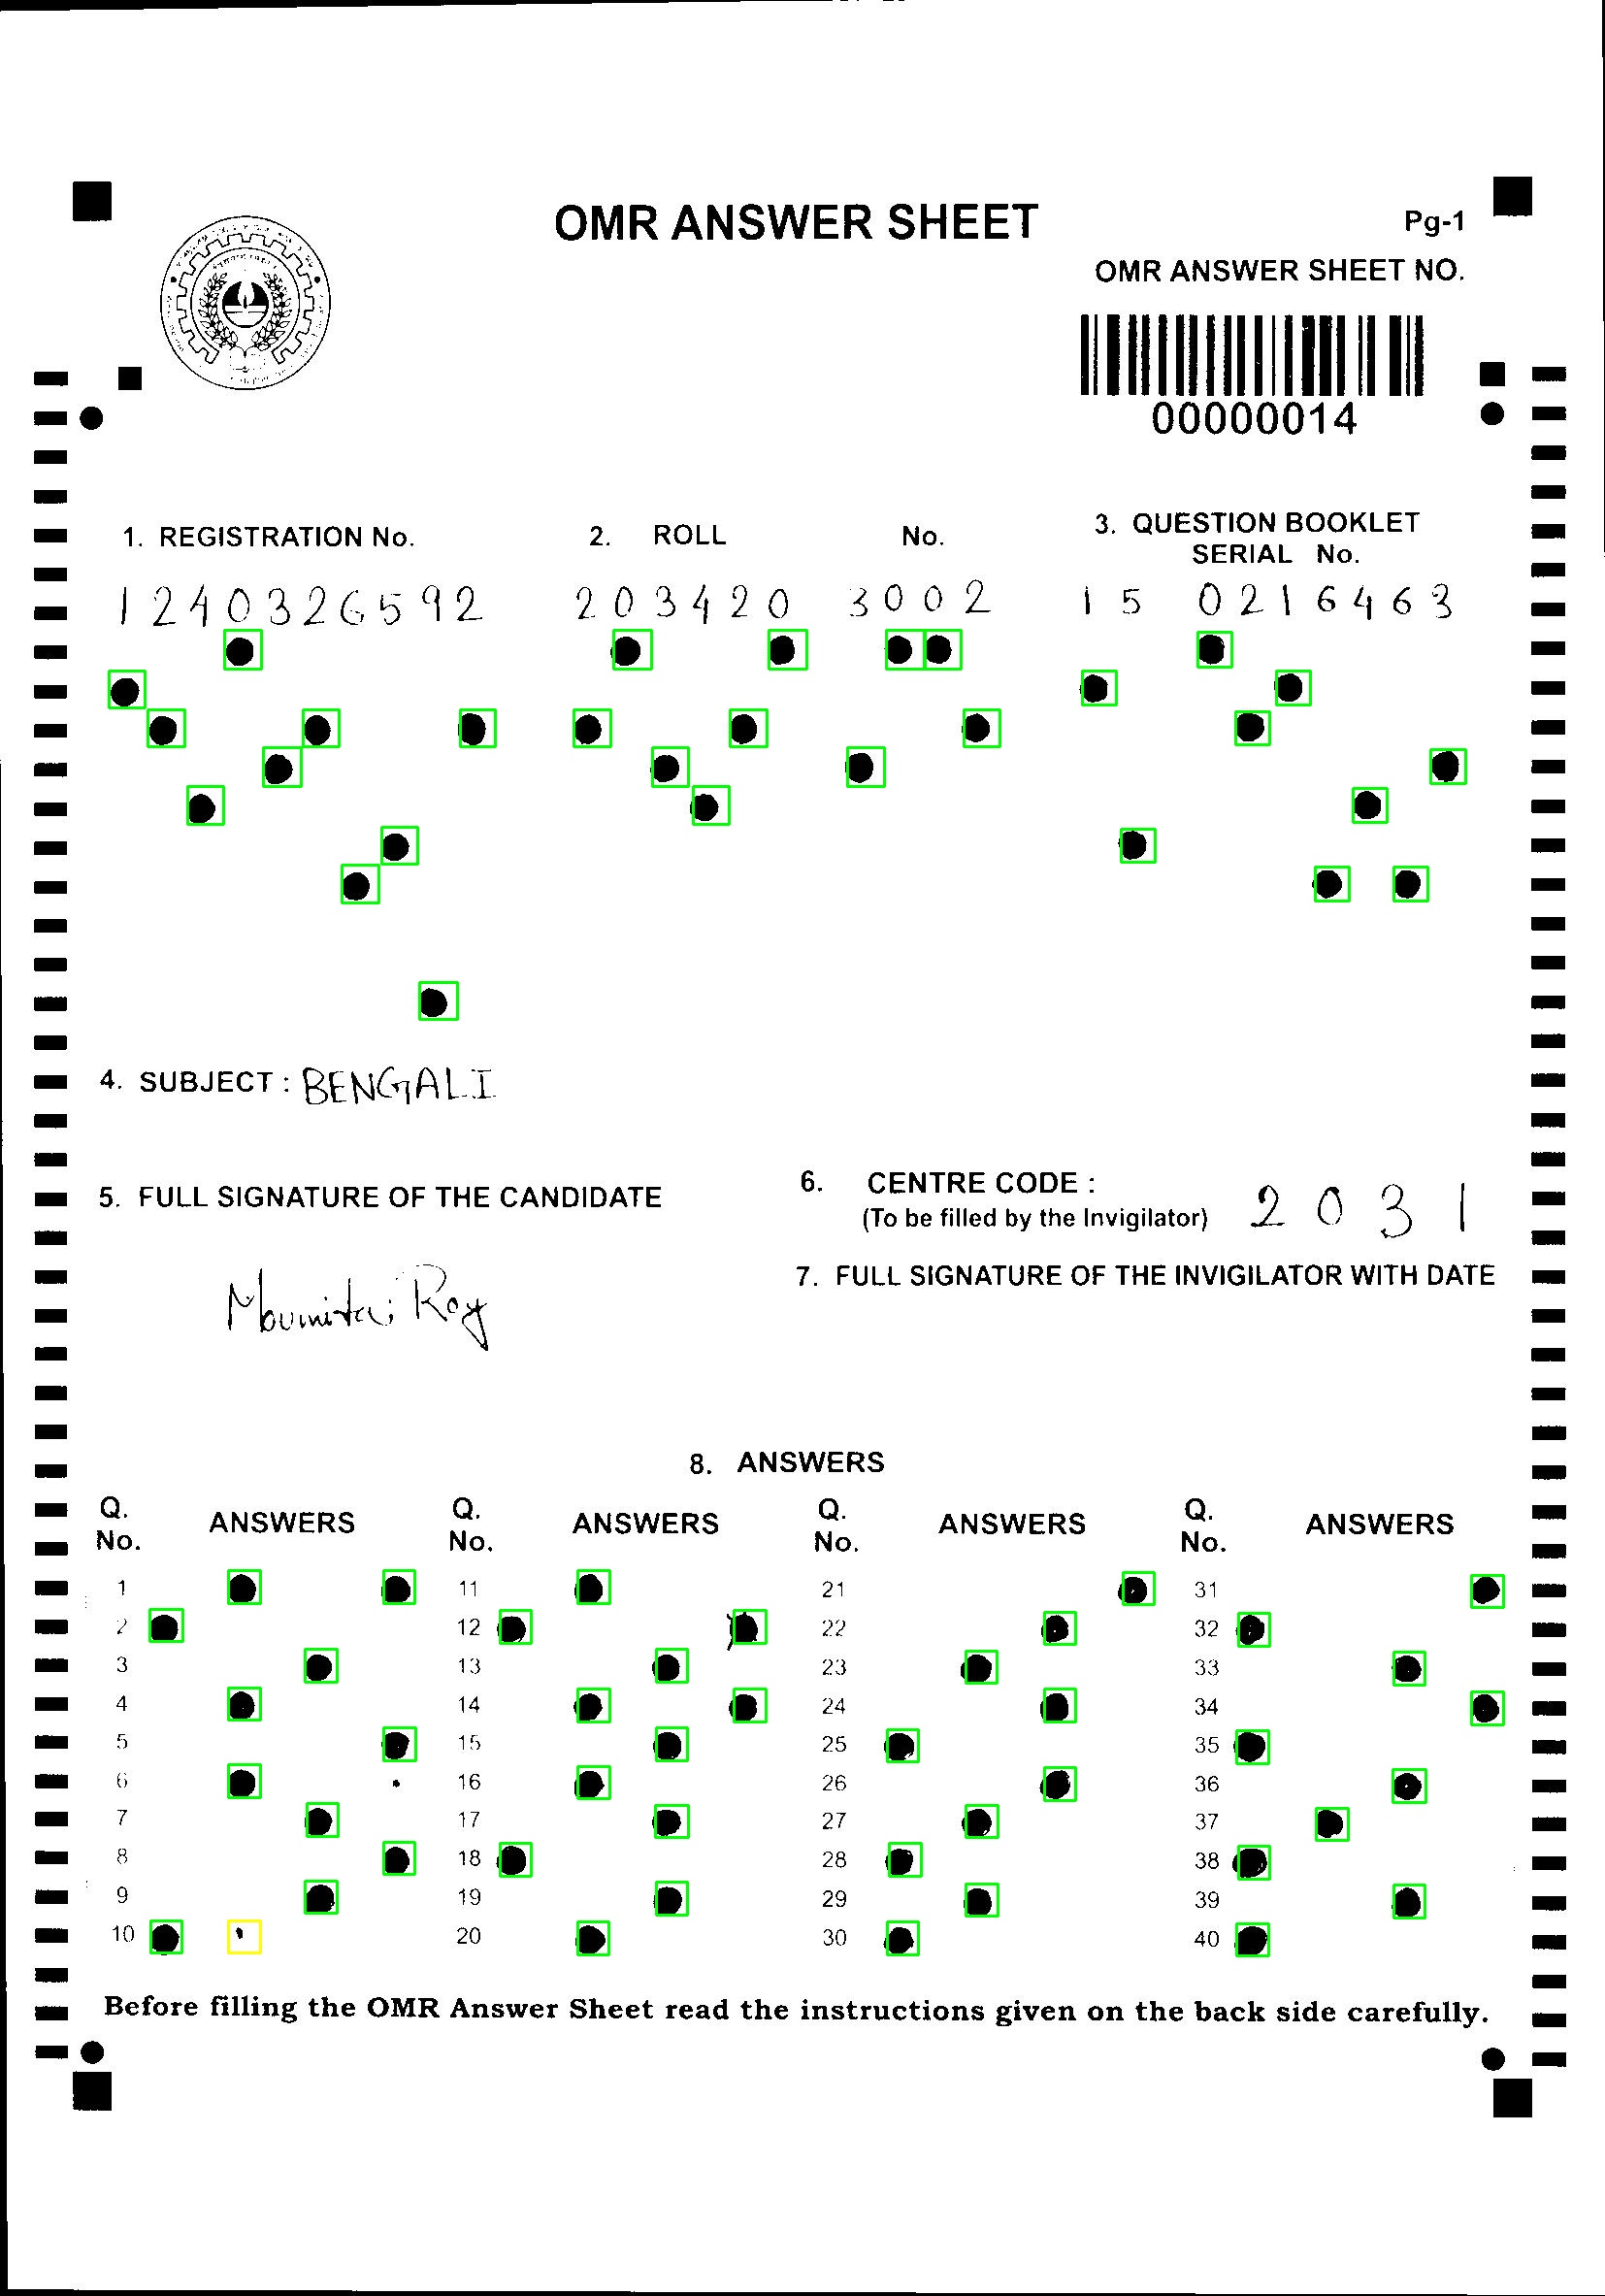 OMR ANSWER SHEET
Pg-1
OMR ANSWER SHEET NO.
00000014
1. REGISTRATION No.
1240326592
2. ROLL No.
203420 3002
3. QUESTION BOOKLET
SERIAL No.
15 0216463
4. SUBJECT : BENGALI
5. FULL SIGNATURE OF THE CANDIDATE
Moumita Roy
6. CENTRE CODE : 2031
(To be filled by the Invigilator)
7. FULL SIGNATURE OF THE INVIGILATOR WITH DATE
8. ANSWERS
Q. No. ANSWERS Q. No. ANSWERS Q. No. ANSWERS Q. No. ANSWERS
1 11 21 31
2 12 22 32
3 13 23 33
4 14 24 34
5 15 25 35
6 16 26 36
7 17 27 37
8 18 28 38
9 19 29 39
10 20 30 40
Before filling the OMR Answer Sheet read the instructions given on the back side carefully.